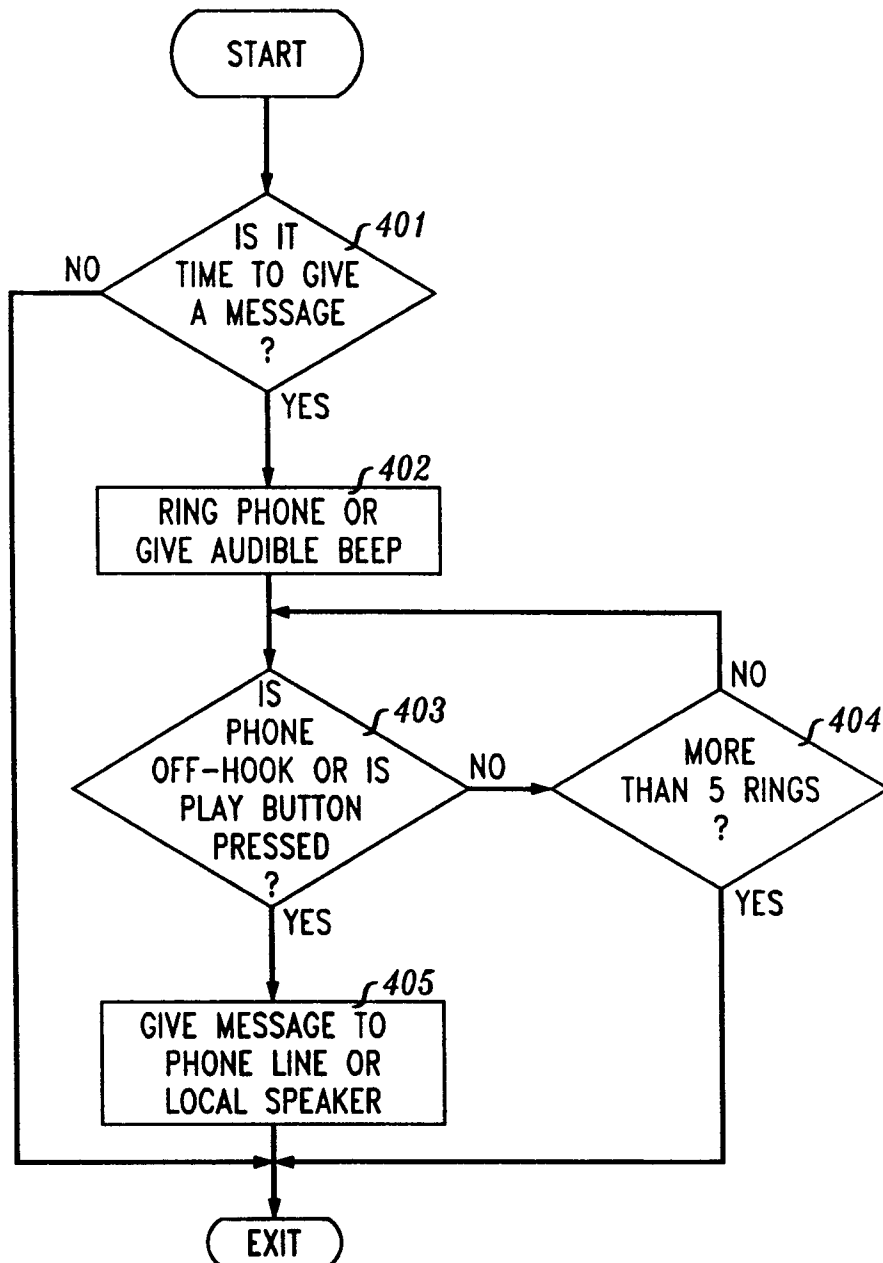 START
401
IS IT
TIME TO GIVE
A MESSAGE
?
NO
YES
402
RING PHONE OR
GIVE AUDIBLE BEEP
403
IS
PHONE
OFF-HOOK OR IS
PLAY BUTTON
PRESSED
?
NO
YES
404
MORE
THAN 5 RINGS
?
NO
YES
405
GIVE MESSAGE TO
PHONE LINE OR
LOCAL SPEAKER
EXIT